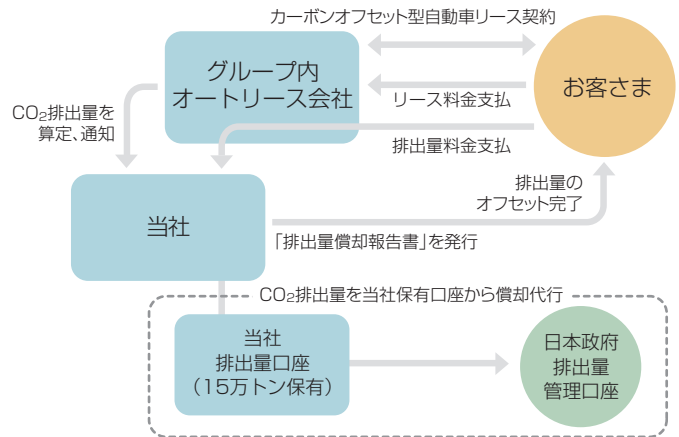 カーボンオフセット型自動車リース契約
グループ内
オートリース会社
お客さま
リース料金支払
CO₂排出量を
算定、通知
排出量料金支払
排出量の
オフセット完了
当社
「排出量償却報告書」を発行
CO₂排出量を当社保有口座から償却代行
当社
排出量口座
（15万トン保有）
日本政府
排出量
管理口座